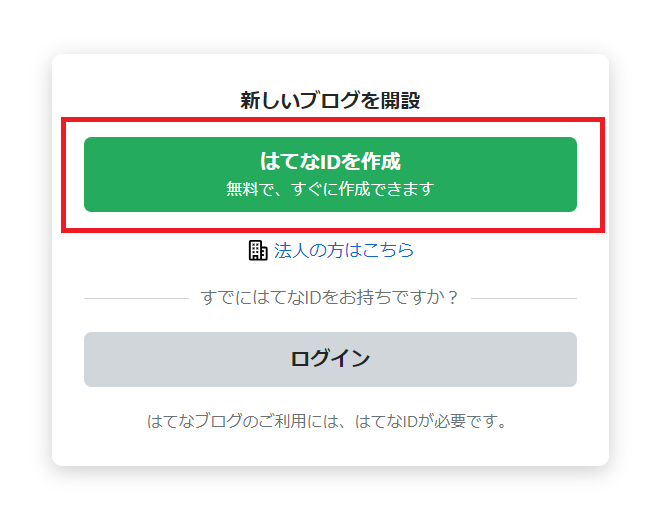 新しいブログを開設
はてなIDを作成
無料で、すぐに作成できます
法人の方はこちら
すでにはてなIDをお持ちですか？
ログイン
はてなブログのご利用には、はてなIDが必要です。